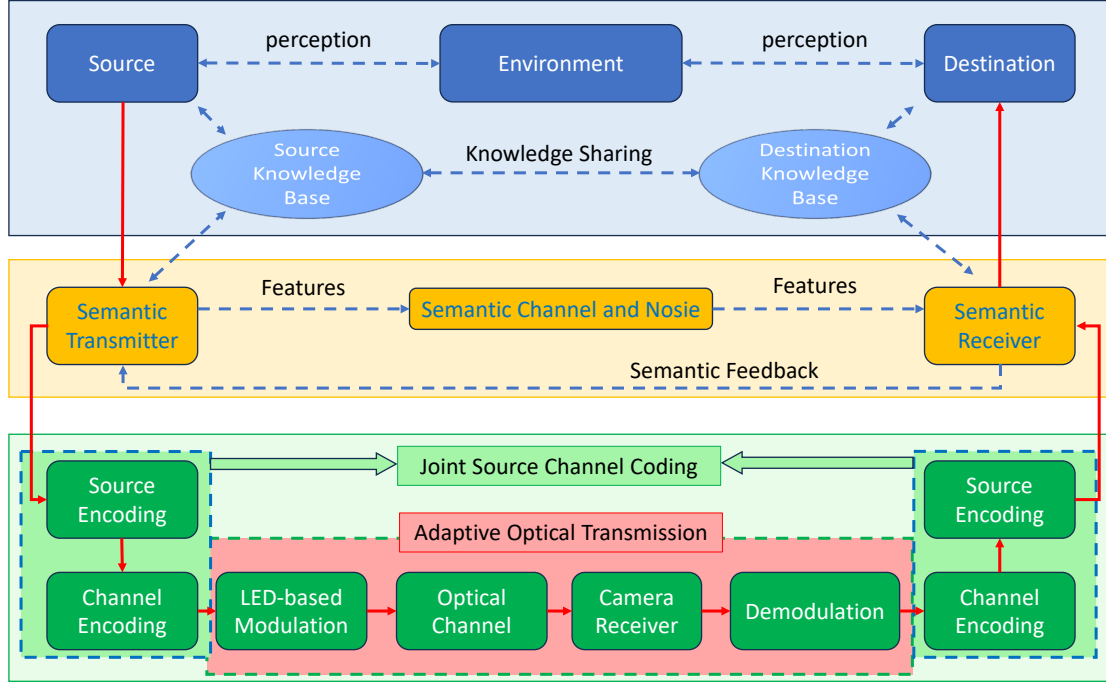 perception
perception
Source
Environment
Destination
Source
Knowledge
Base
Knowledge Sharing
Destination
Knowledge
Base
Features
Features
Semantic
Transmitter
Semantic Channel and Nosie
Semantic
Receiver
Semantic Feedback
Joint Source Channel Coding
Source
Encoding
Source
Encoding
Adaptive Optical Transmission
Channel
Encoding
LED-based
Modulation
Optical
Channel
Camera
Receiver
Demodulation
Channel
Encoding